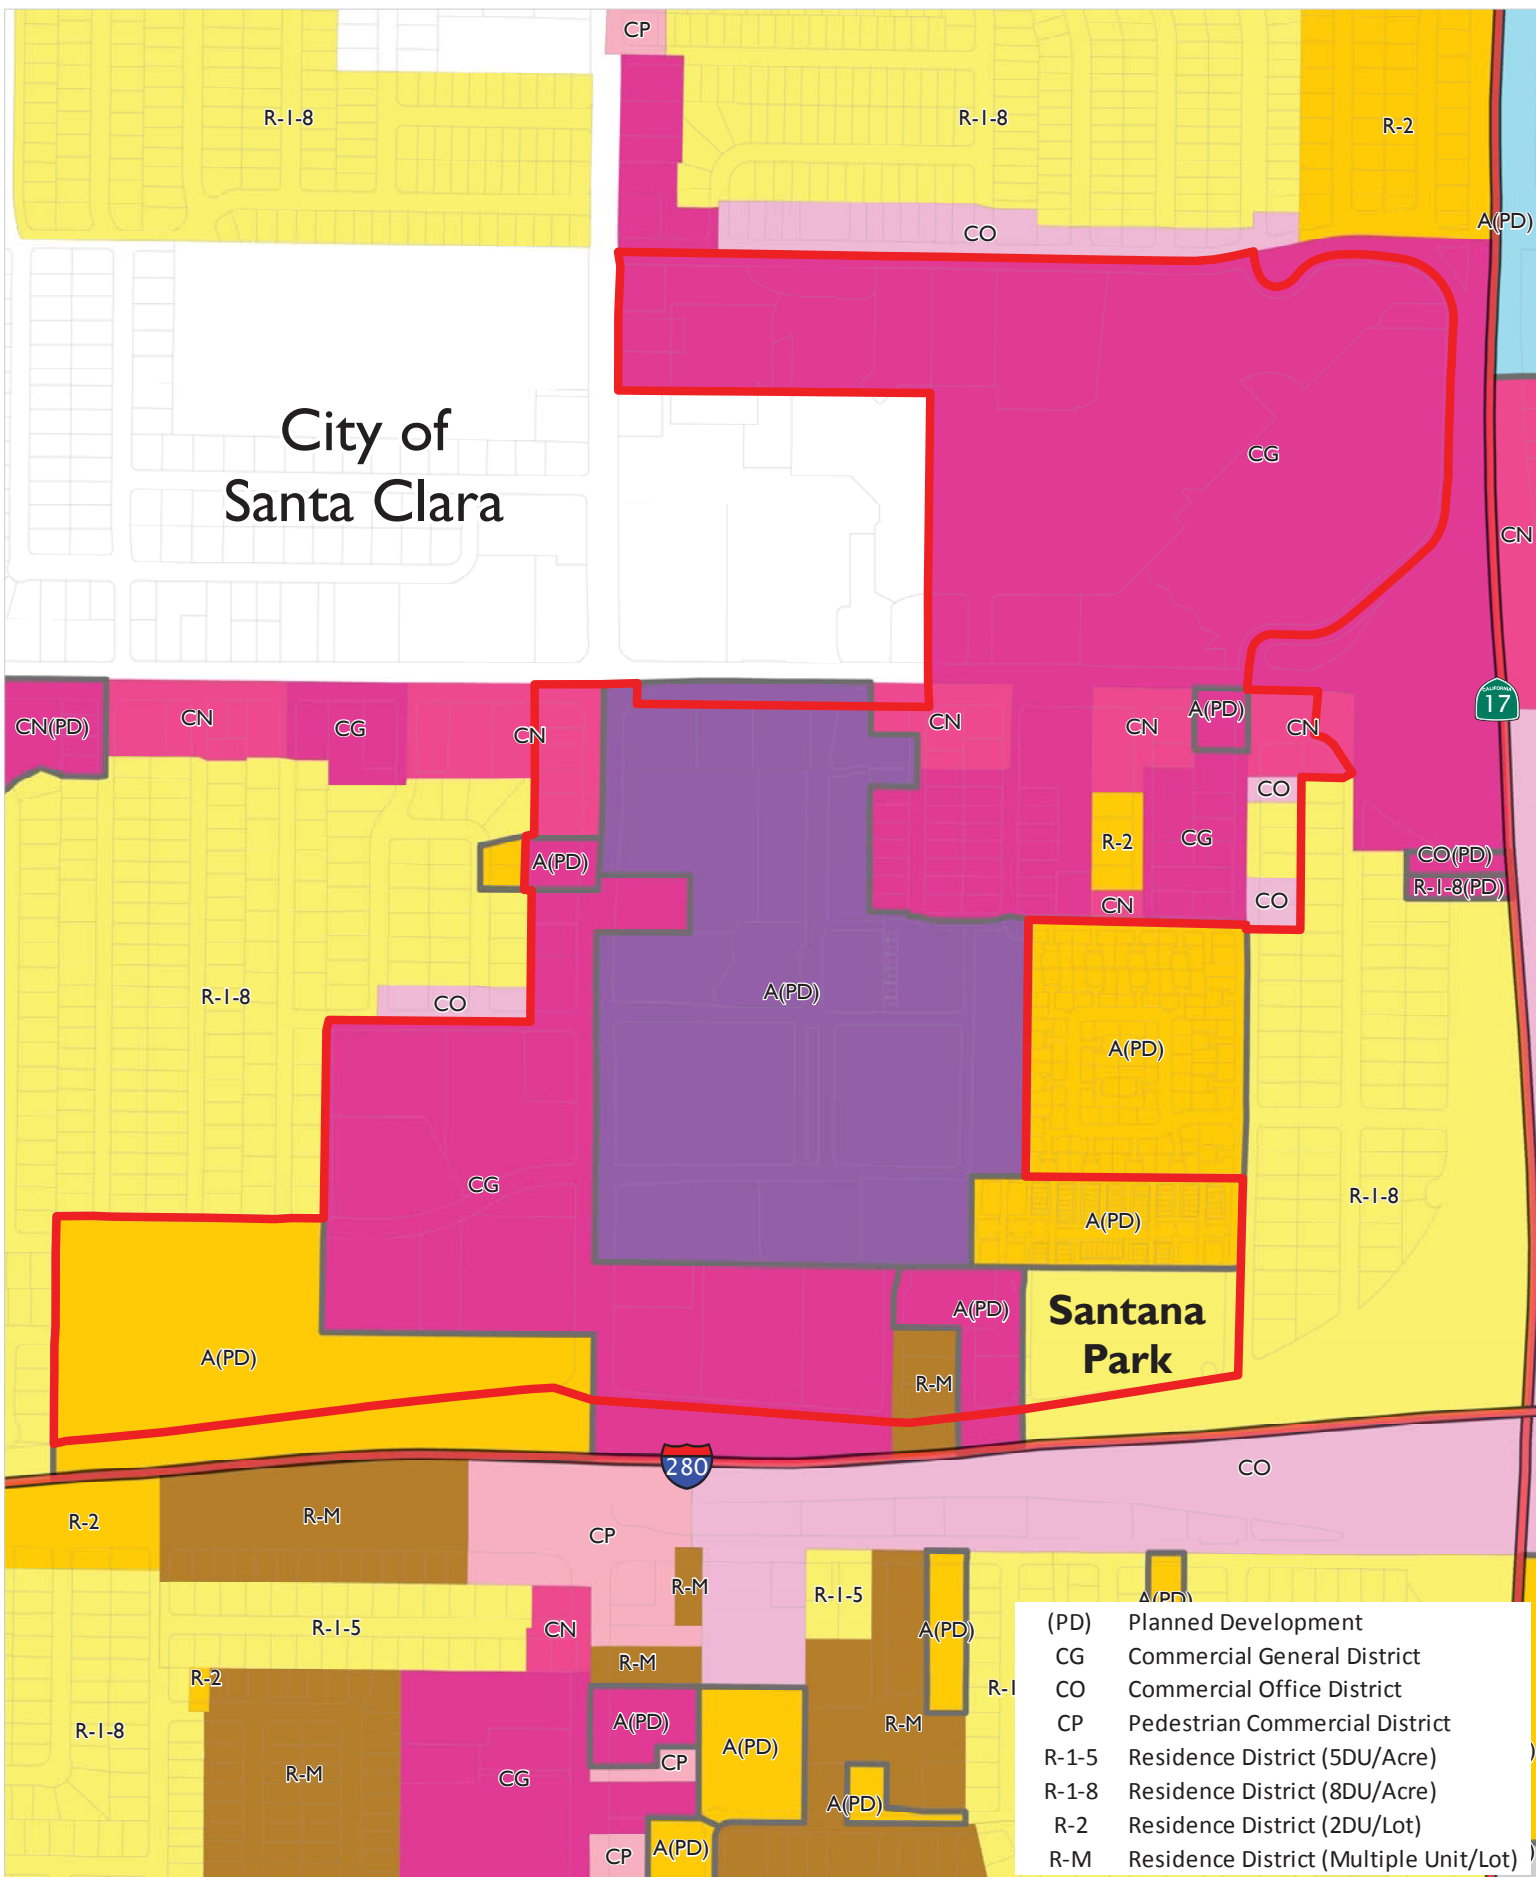 CP
R-1-8
R-1-8
R-2
A(PD)
CO
City of
Santa Clara
CG
CN
CALIFORNIA
17
CN(PD)
CN
CG
CN
CN
CN
A(PD)
CN
CO
R-2
CG
A(PD)
CO(PD)
R-1-8(PD)
CN
CO
R-1-8
CO
A(PD)
A(PD)
CG
R-1-8
A(PD)
A(PD)
Santana
Park
A(PD)
R-M
280
CO
R-2
R-M
CP
R-M
R-1-5
R-1-5
CN
A(PD)
A(PD)
R-M
R-2
R-1
R-1-8
A(PD)
R-M
CP
A(PD)
R-M
CG
A(PD)
CP
A(PD)
(PD) Planned Development
CG Commercial General District
CO Commercial Office District
CP Pedestrian Commercial District
R-1-5 Residence District (5DU/Acre)
R-1-8 Residence District (8DU/Acre)
R-2 Residence District (2DU/Lot)
R-M Residence District (Multiple Unit/Lot)